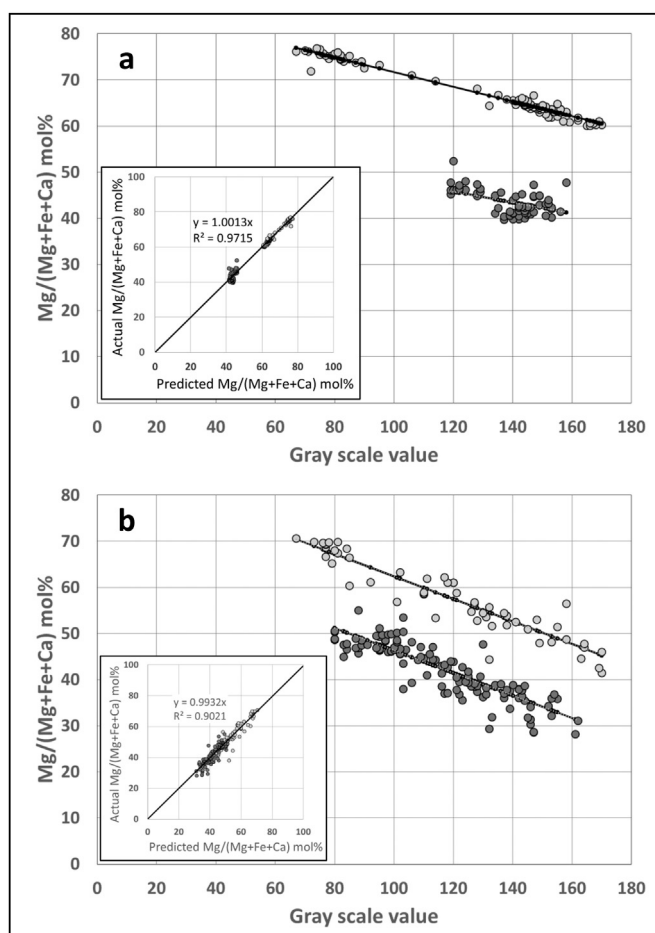 a
80
70
60
50
40
30
20
10
0
Mg/(Mg+Fe+Ca) mol%
0 20 40 60 80 100 120 140 160 180
Gray scale value
100
80
60
40
20
0
Actual Mg/(Mg+Fe+Ca) mol%
y = 1.0013x
R² = 0.9715
0 20 40 60 80 100
Predicted Mg/(Mg+Fe+Ca) mol%
b
80
70
60
50
40
30
20
10
0
Mg/(Mg+Fe+Ca) mol%
0 20 40 60 80 100 120 140 160 180
Gray scale value
100
80
60
40
20
0
Actual Mg/(Mg+Fe+Ca) mol%
y = 0.9932x
R² = 0.9021
0 20 40 60 80 100
Predicted Mg/(Mg+Fe+Ca) mol%